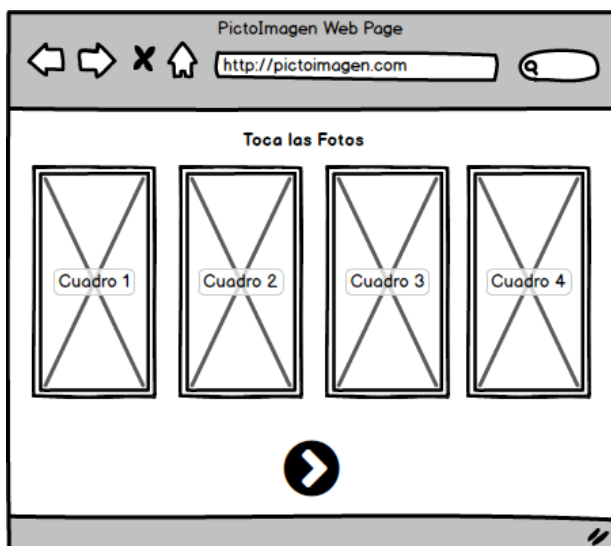 PictoImagen Web Page
http://pictoimagen.com
Toca las Fotos
Cuadro 1
Cuadro 2
Cuadro 3
Cuadro 4